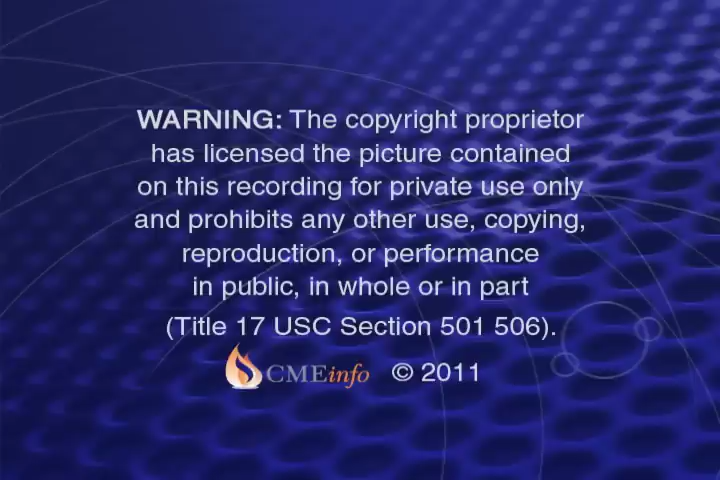 WARNING: The copyright proprietor
has licensed the picture contained
on this recording for private use only
and prohibits any other use, copying,
reproduction, or performance
in public, in whole or in part
(Title 17 USC Section 501 506).
CMEinfo © 2011